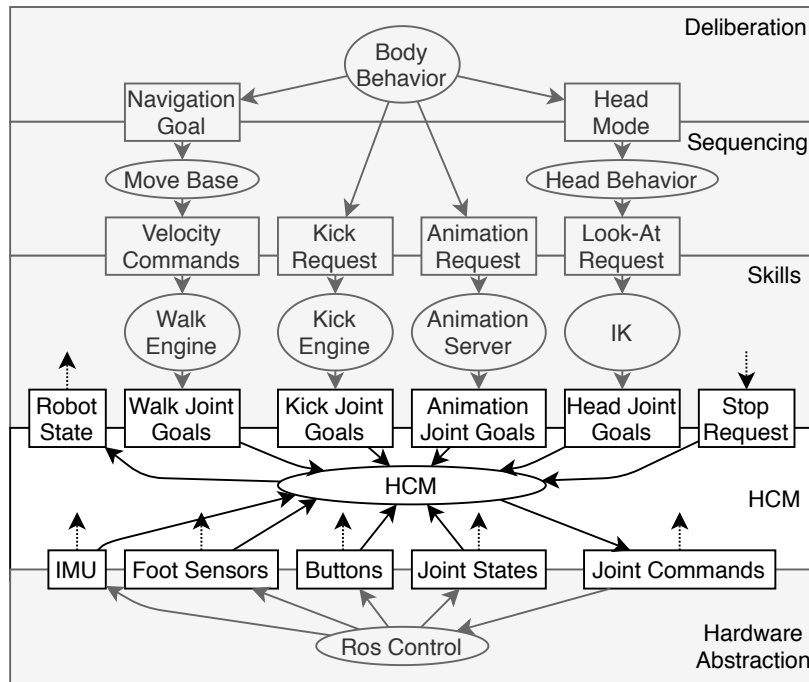 Deliberation
Body
Behavior
Navigation
Goal
Head
Mode
Sequencing
Move Base
Head Behavior
Velocity
Commands
Kick
Request
Animation
Request
Look-At
Request
Skills
Walk
Engine
Kick
Engine
Animation
Server
IK
Robot
State
Walk Joint
Goals
Kick Joint
Goals
Animation
Joint Goals
Head Joint
Goals
Stop
Request
HCM
HCM
IMU
Foot Sensors
Buttons
Joint States
Joint Commands
Ros Control
Hardware
Abstraction